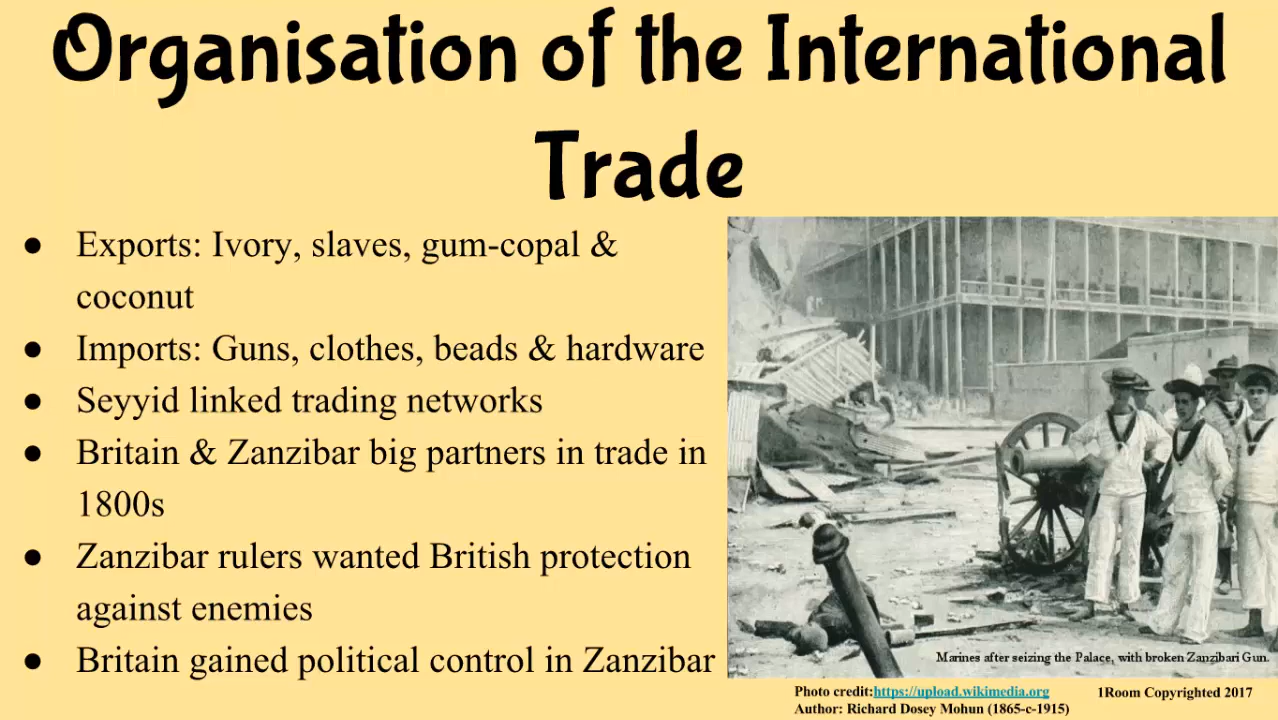 Organisation of the International
Trade
● Exports: Ivory, slaves, gum-copal &
coconut
● Imports: Guns, clothes, beads & hardware
● Seyyid linked trading networks
● Britain & Zanzibar big partners in trade in
1800s
● Zanzibar rulers wanted British protection
against enemies
● Britain gained political control in Zanzibar
Marines after seizing the Palace, with broken Zanzibari Gun.
Photo credit:https://upload.wikimedia.org
Author: Richard Dosey Mohun (1865-c-1915)
1Room Copyrighted 2017